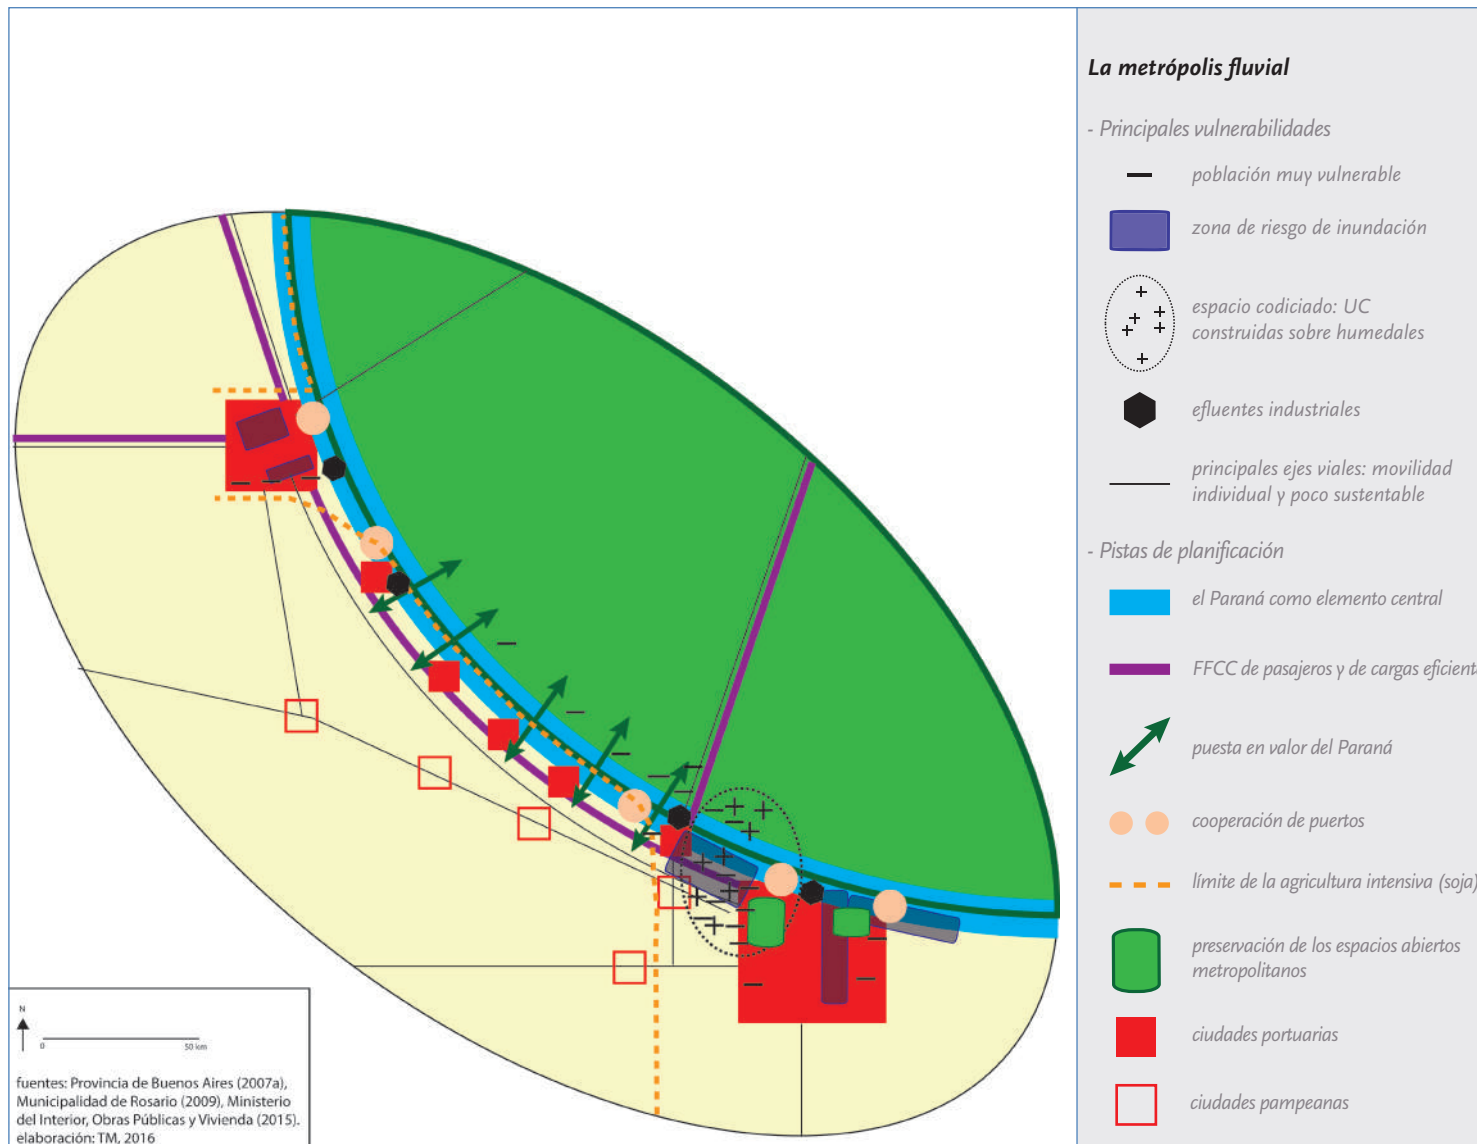 La metrópolis fluvial
- Principales vulnerabilidades
población muy vulnerable
zona de riesgo de inundación
espacio codiciado: UC
construidas sobre humedales
efluentes industriales
principales ejes viales: movilidad
individual y poco sustentable
- Pistas de planificación
el Paraná como elemento central
FFCC de pasajeros y de cargas eficient
puesta en valor del Paraná
cooperación de puertos
límite de la agricultura intensiva (soja)
preservación de los espacios abiertos
metropolitanos
ciudades portuarias
ciudades pampeanas
N
0 50 km
fuentes: Provincia de Buenos Aires (2007a),
Municipalidad de Rosario (2009), Ministerio
del Interior, Obras Públicas y Vivienda (2015).
elaboración: TM, 2016